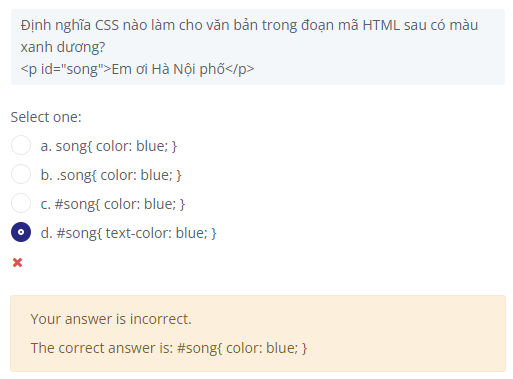 Định nghĩa CSS nào làm cho văn bản trong đoạn mã HTML sau có màu
xanh dương?
<p id="song">Em ơi Hà Nội phố</p>
Select one:
a. song{ color: blue; }
b. .song{ color: blue; }
c. #song{ color: blue; }
d. #song{ text-color: blue; }
Your answer is incorrect.
The correct answer is: #song{ color: blue; }